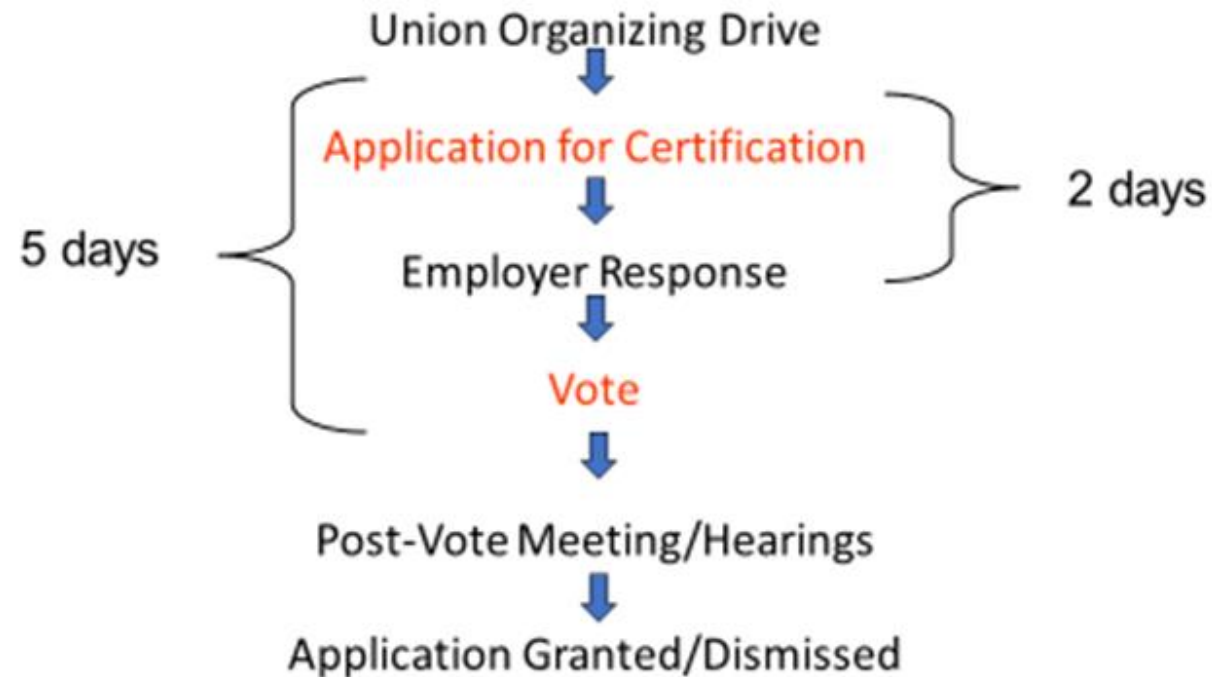 Union Organizing Drive
Application for Certification
2 days
5 days
Employer Response
Vote
Post-Vote Meeting/Hearings
Application Granted/Dismissed